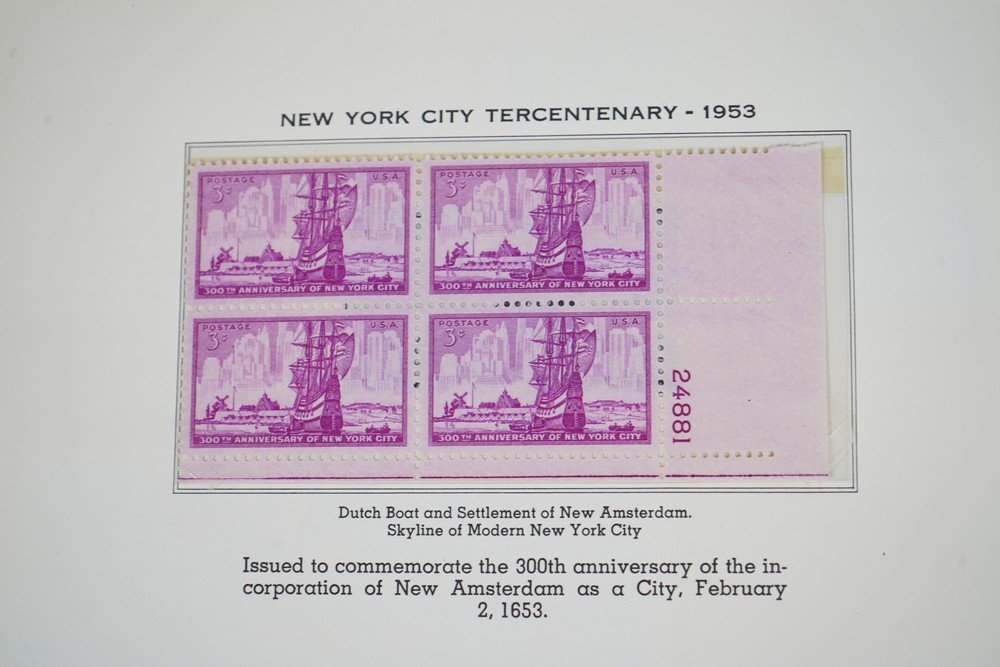 NEW YORK CITY TERCENTENARY - 1953
POSTAGE U.S.A.
3¢
300TH ANNIVERSARY OF NEW YORK CITY
POSTAGE U.S.A.
3¢
300TH ANNIVERSARY OF NEW YORK CITY
POSTAGE U.S.A.
3¢
300TH ANNIVERSARY OF NEW YORK CITY
POSTAGE U.S.A.
3¢
300TH ANNIVERSARY OF NEW YORK CITY
24881
Dutch Boat and Settlement of New Amsterdam.
Skyline of Modern New York City
Issued to commemorate the 300th anniversary of the in-
corporation of New Amsterdam as a City, February
2, 1653.